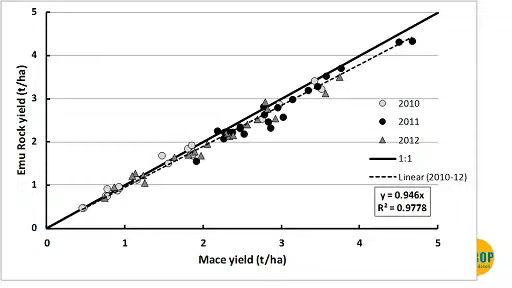 5
4
3
2
1
0
Emu Rock yield (t/ha)
2010
2011
2012
1:1
Linear (2010-12)
y = 0.946x
R² = 0.9778
0 1 2 3 4 5
Mace yield (t/ha)
ROP